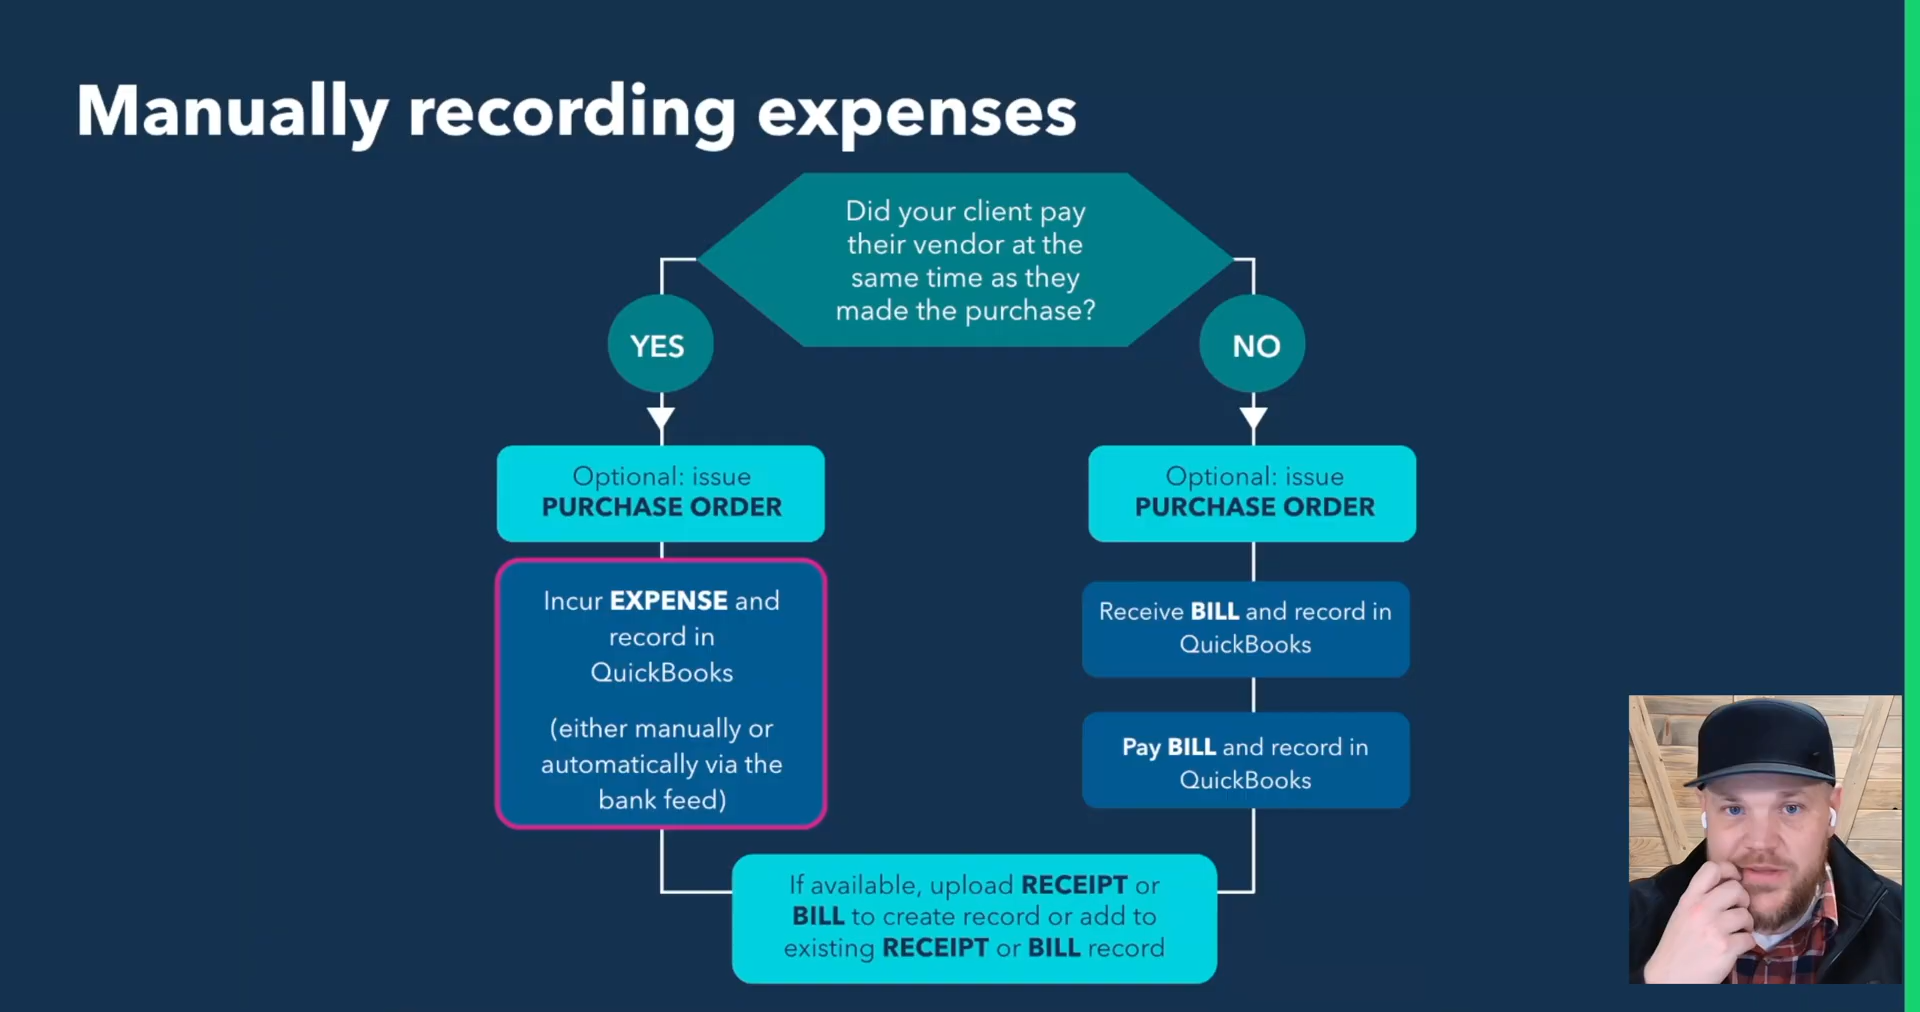 Manually recording expenses
Did your client pay
their vendor at the
same time as they
made the purchase?
YES
NO
Optional: issue
PURCHASE ORDER
Optional: issue
PURCHASE ORDER
Incur EXPENSE and
record in
QuickBooks
(either manually or
automatically via the
bank feed)
Receive BILL and record in
QuickBooks
Pay BILL and record in
QuickBooks
If available, upload RECEIPT or
BILL to create record or add to
existing RECEIPT or BILL record